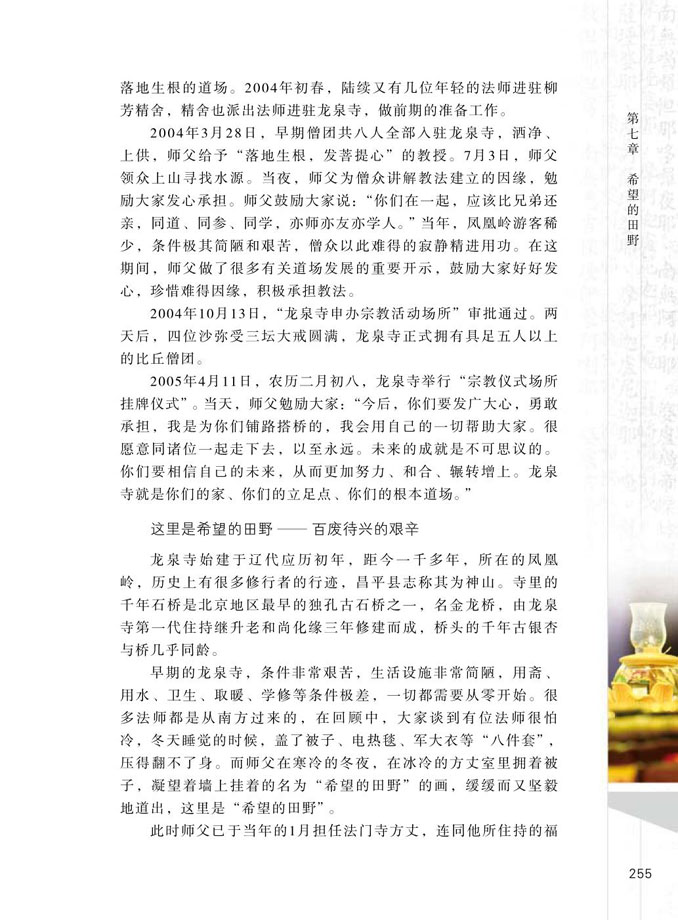 落地生根的道场。2004年初春，陆续又有几位年轻的法师进驻柳
芳精舍，精舍也派出法师进驻龙泉寺，做前期的准备工作。
2004年3月28日，早期僧团共八人全部入驻龙泉寺，洒净、
上供，师父给予“落地生根，发菩提心”的教授。7月3日，师父
领众上山寻找水源。当夜，师父为僧众讲解教法建立的因缘，勉
励大家发心承担。师父鼓励大家说：“你们在一起，应该比兄弟还
亲，同道、同参、同学，亦师亦友亦学人。”当年，凤凰岭游客稀
少，条件极其简陋和艰苦，僧众以此难得的寂静精进用功。在这
期间，师父做了很多有关道场发展的重要开示，鼓励大家好好发
心，珍惜难得因缘，积极承担教法。
2004年10月13日，“龙泉寺申办宗教活动场所”审批通过。两
天后，四位沙弥受三坛大戒圆满，龙泉寺正式拥有具足五人以上
的比丘僧团。
2005年4月11日，农历二月初八，龙泉寺举行“宗教仪式场所
挂牌仪式”。当天，师父勉励大家：“今后，你们要发广大心，勇敢
承担，我是为你们铺路搭桥的，我会用自己的一切帮助大家。很
愿意同诸位一起走下去，以至永远。未来的成就是不可思议的。
你们要相信自己的未来，从而更加努力、和合、辗转增上。龙泉
寺就是你们的家、你们的立足点、你们的根本道场。”
这里是希望的田野 —— 百废待兴的艰辛
龙泉寺始建于辽代应历初年，距今一千多年，所在的凤凰
岭，历史上有很多修行者的行迹，昌平县志称其为神山。寺里的
千年石桥是北京地区最早的独孔古石桥之一，名金龙桥，由龙泉
寺第一代住持继升老和尚化缘三年修建而成，桥头的千年古银杏
与桥几乎同龄。
早期的龙泉寺，条件非常艰苦，生活设施非常简陋，用斋、
用水、卫生、取暖、学修等条件极差，一切都需要从零开始。很
多法师都是从南方过来的，在回顾中，大家谈到有位法师很怕
冷，冬天睡觉的时候，盖了被子、电热毯、军大衣等“八件套”，
压得翻不了身。而师父在寒冷的冬夜，在冰冷的方丈室里拥着被
子，凝望着墙上挂着的名为“希望的田野”的画，缓缓而又坚毅
地道出，这里是“希望的田野”。
此时师父已于当年的1月担任法门寺方丈，连同他所住持的福
第七章　希望的田野
255